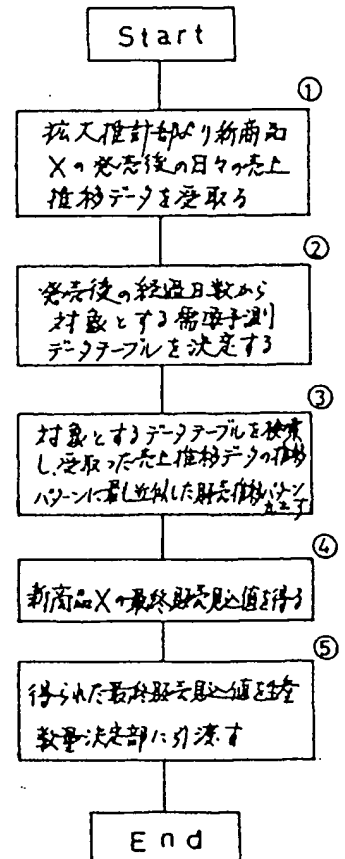 Start
①
拡大推計部より新商品
Xの発売後の日々の売上
推移データを受取る
②
発売後の経過日数から
対象とする需要予測
データテーブルを決定する
③
対象とするデータテーブルを検索
し、受取った売上推移データの推移
パターンに最も近似した販売推移パターン
④
新商品Xの最終販売見込値を得る
⑤
得られた最終販売見込値を生産
数量決定部に引渡す
End